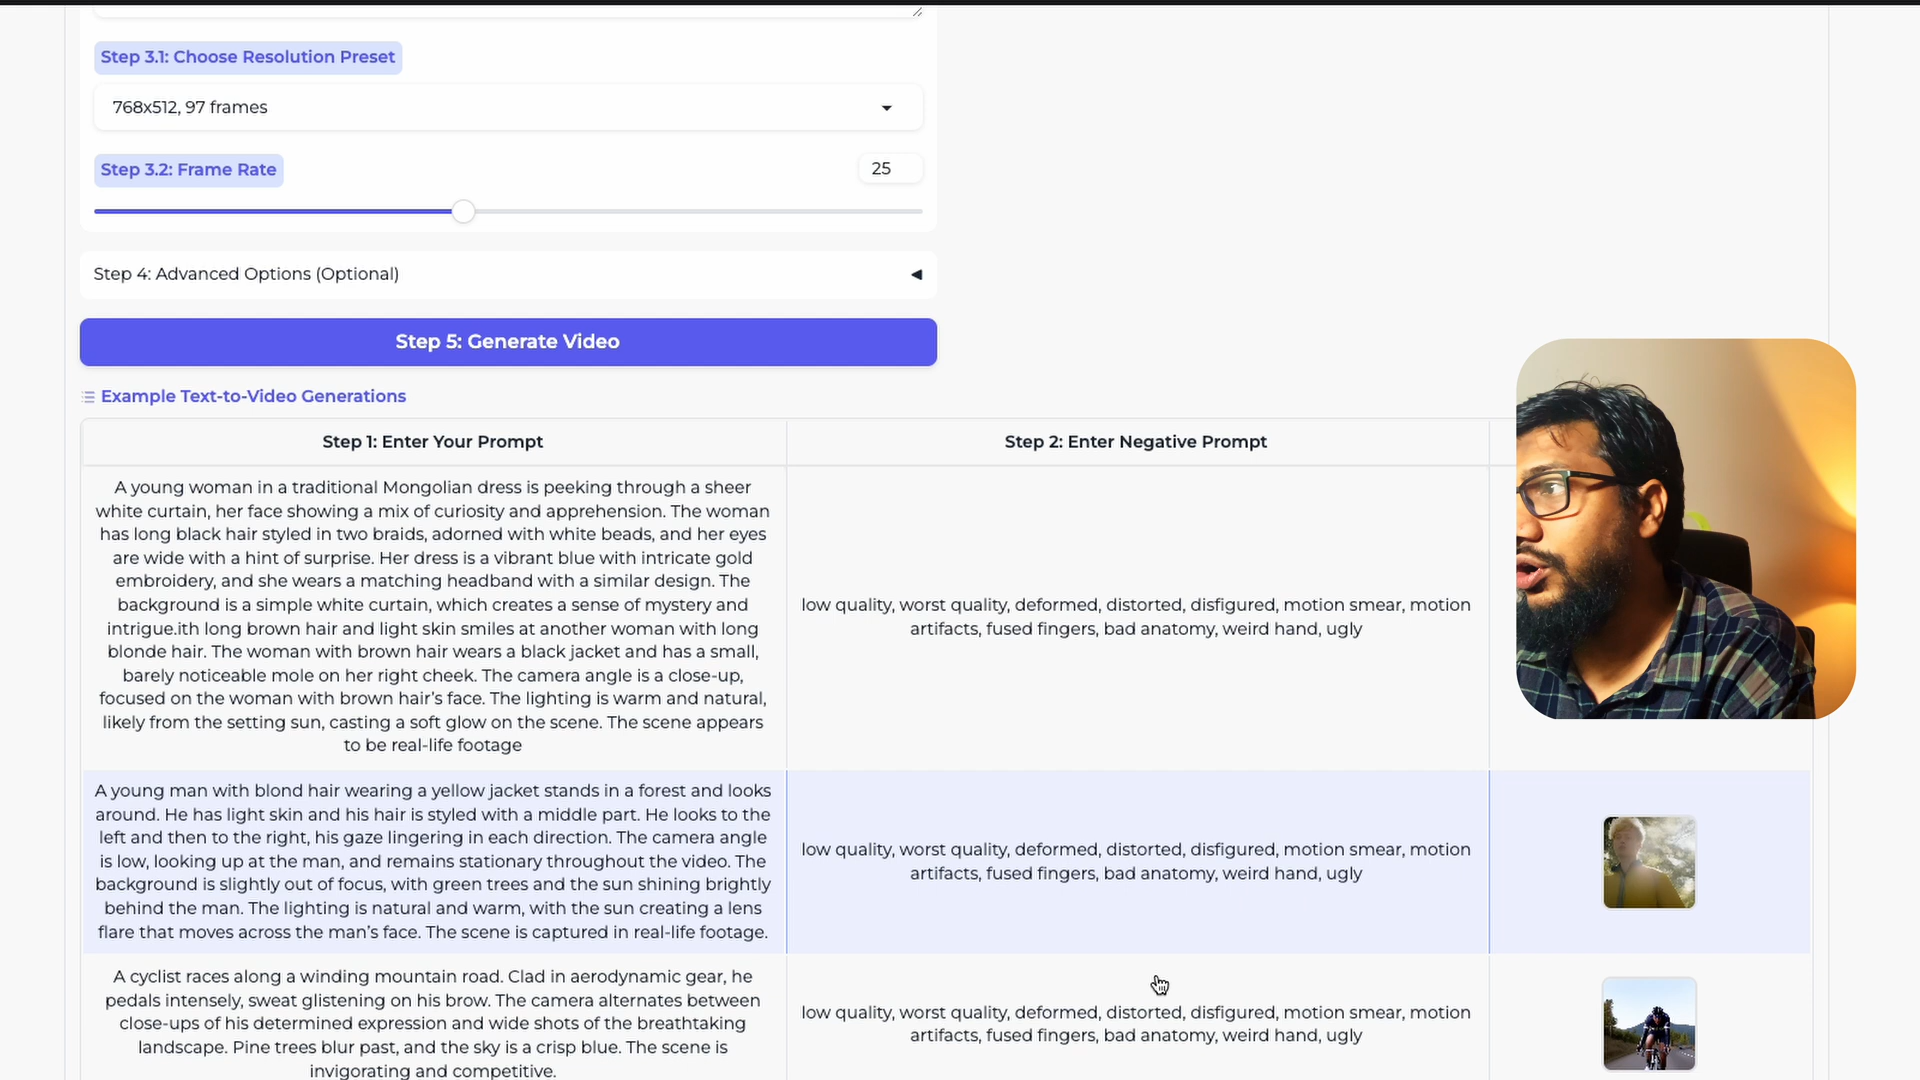 Step 3.1: Choose Resolution Preset
768x512, 97 frames
Step 3.2: Frame Rate
25
Step 4: Advanced Options (Optional)
Step 5: Generate Video
Example Text-to-Video Generations
Step 1: Enter Your Prompt
Step 2: Enter Negative Prompt
A young woman in a traditional Mongolian dress is peeking through a sheer
white curtain, her face showing a mix of curiosity and apprehension. The woman
has long black hair styled in two braids, adorned with white beads, and her eyes
are wide with a hint of surprise. Her dress is a vibrant blue with intricate gold
embroidery, and she wears a matching headband with a similar design. The
background is a simple white curtain, which creates a sense of mystery and
intrigue.ith long brown hair and light skin smiles at another woman with long
blonde hair. The woman with brown hair wears a black jacket and has a small,
barely noticeable mole on her right cheek. The camera angle is a close-up,
focused on the woman with brown hair’s face. The lighting is warm and natural,
likely from the setting sun, casting a soft glow on the scene. The scene appears
to be real-life footage
low quality, worst quality, deformed, distorted, disfigured, motion smear, motion
artifacts, fused fingers, bad anatomy, weird hand, ugly
A young man with blond hair wearing a yellow jacket stands in a forest and looks
around. He has light skin and his hair is styled with a middle part. He looks to the
left and then to the right, his gaze lingering in each direction. The camera angle
is low, looking up at the man, and remains stationary throughout the video. The
background is slightly out of focus, with green trees and the sun shining brightly
behind the man. The lighting is natural and warm, with the sun creating a lens
flare that moves across the man’s face. The scene is captured in real-life footage.
low quality, worst quality, deformed, distorted, disfigured, motion smear, motion
artifacts, fused fingers, bad anatomy, weird hand, ugly
A cyclist races along a winding mountain road. Clad in aerodynamic gear, he
pedals intensely, sweat glistening on his brow. The camera alternates between
close-ups of his determined expression and wide shots of the breathtaking
landscape. Pine trees blur past, and the sky is a crisp blue. The scene is
invigorating and competitive.
low quality, worst quality, deformed, distorted, disfigured, motion smear, motion
artifacts, fused fingers, bad anatomy, weird hand, ugly